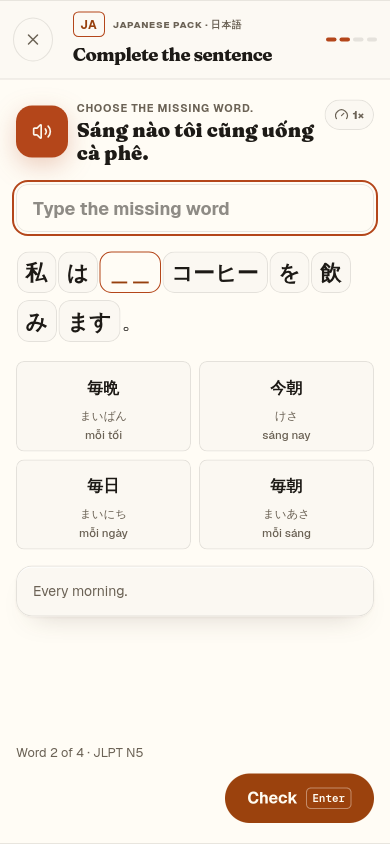 JA
JAPANESE PACK · 日本語
Complete the sentence
CHOOSE THE MISSING WORD.
Sáng nào tôi cũng uống
cà phê.
1×
Type the missing word
私 は __ コーヒー を 飲
み ます 。
毎晩
まいばん
mỗi tối
今朝
けさ
sáng nay
毎日
まいにち
mỗi ngày
毎朝
まいあさ
mỗi sáng
Every morning.
Word 2 of 4 · JLPT N5
Check Enter